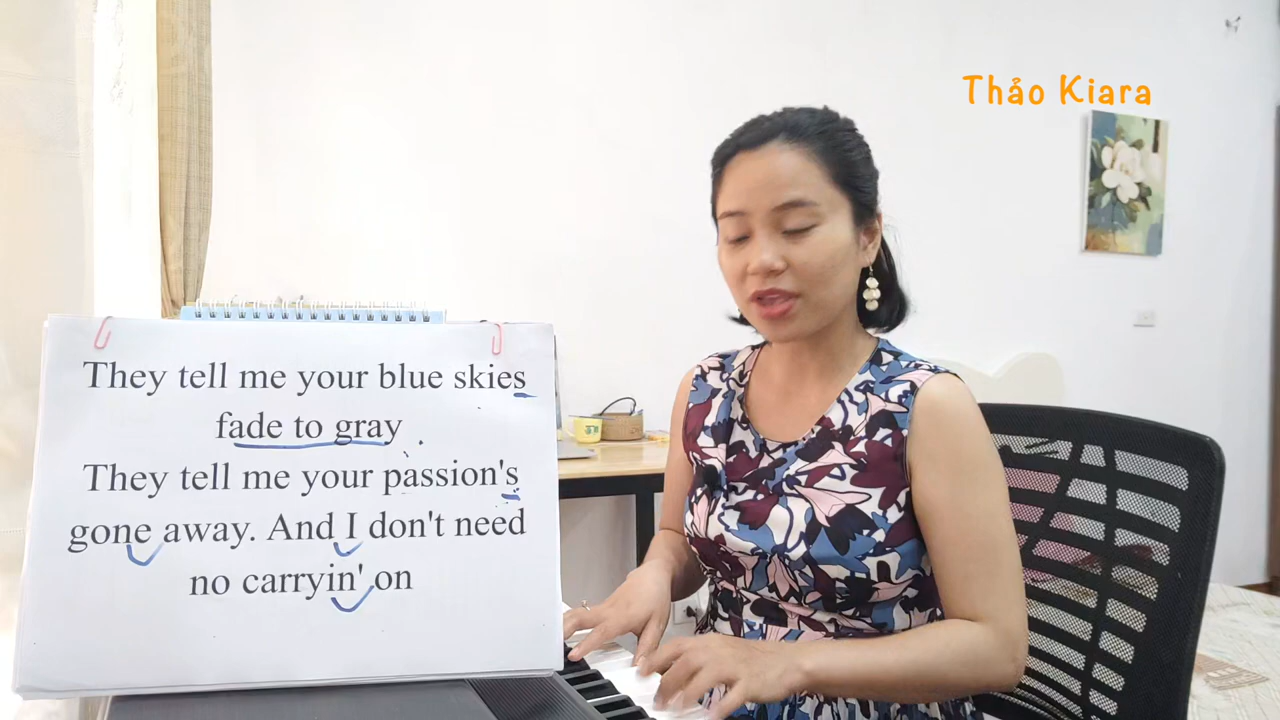 Thảo Kiara
They tell me your blue skies
fade to gray
They tell me your passion's
gone away. And I don't need
no carryin' on